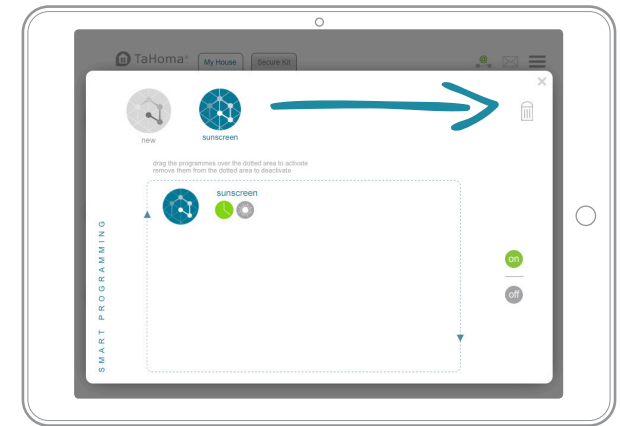 TaHoma
My House
Secure Kit
new
sunscreen
drag the programmes over the dotted area to activate
remove them from the dotted area to deactivate
sunscreen
SMART PROGRAMMING
on
off